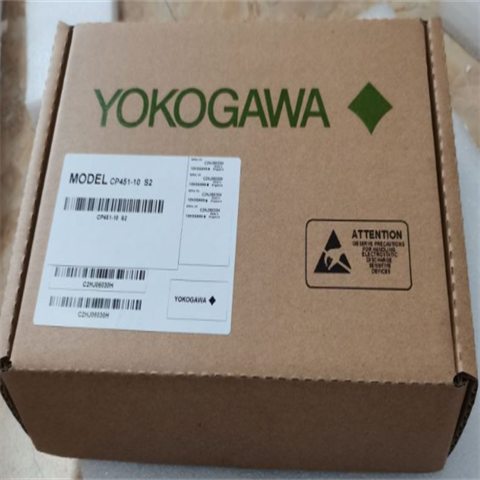 YOKOGAWA
MODEL CP451-10 S2
CP451-10 S2
C2HJ06030H
C2HJ06030H
YOKOGAWA
ATTENTION
OBSERVE PRECAUTIONS
FOR HANDLING
ELECTROSTATIC
DISCHARGE
SENSITIVE
DEVICES